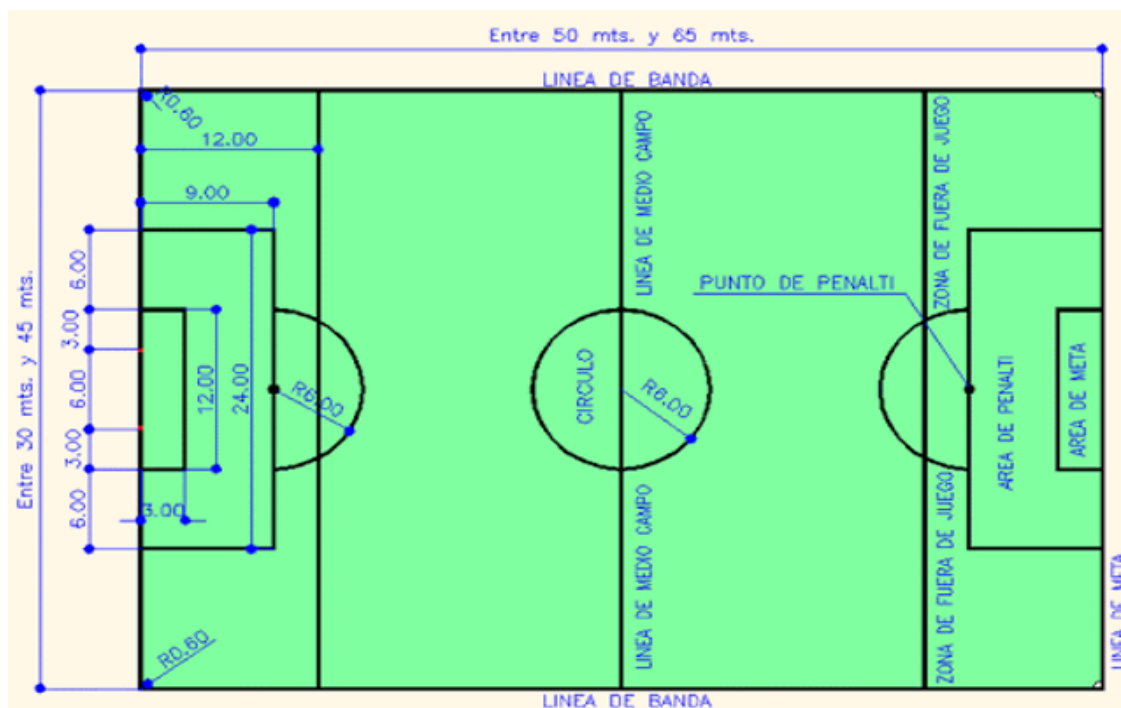 Entre 50 mts. y 65 mts.
LINEA DE BANDA
R0.60
12.00
9.00
LINEA DE MEDIO CAMPO
ZONA DE FUERA DE JUEGO
6.00
3.00
6.00
3.00
6.00
Entre 30 mts. y 45 mts.
12.00
24.00
R6.00
CIRCULO
R6.00
PUNTO DE PENALTI
AREA DE PENALTI
AREA DE META
3.00
LINEA DE MEDIO CAMPO
ZONA DE FUERA DE JUEGO
LINEA DE META
R0.60
LINEA DE BANDA